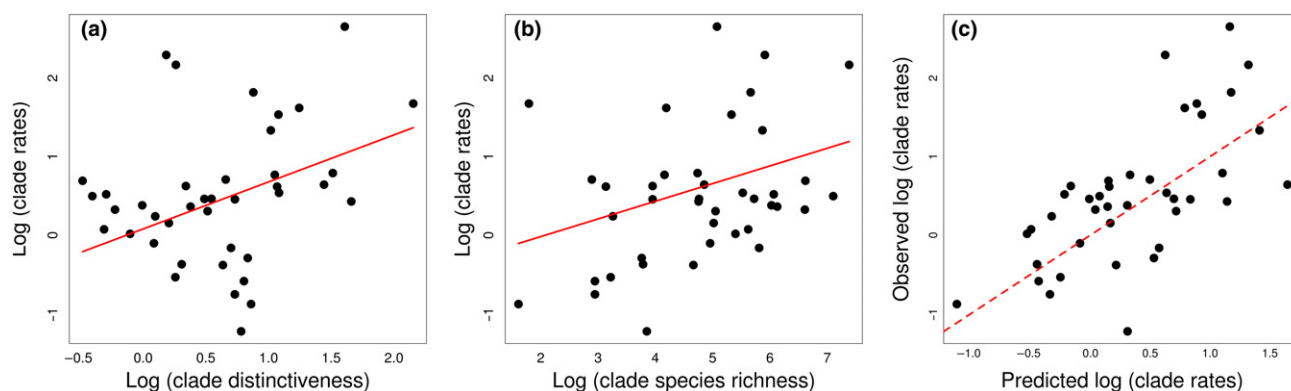 (a)
Log (clade rates)
2
1
0
−1
−0.5 0.0 0.5 1.0 1.5 2.0
Log (clade distinctiveness)
(b)
Log (clade rates)
2
1
0
−1
2 3 4 5 6 7
Log (clade species richness)
(c)
Observed log (clade rates)
2
1
0
−1
−1.0 −0.5 0.0 0.5 1.0 1.5
Predicted log (clade rates)